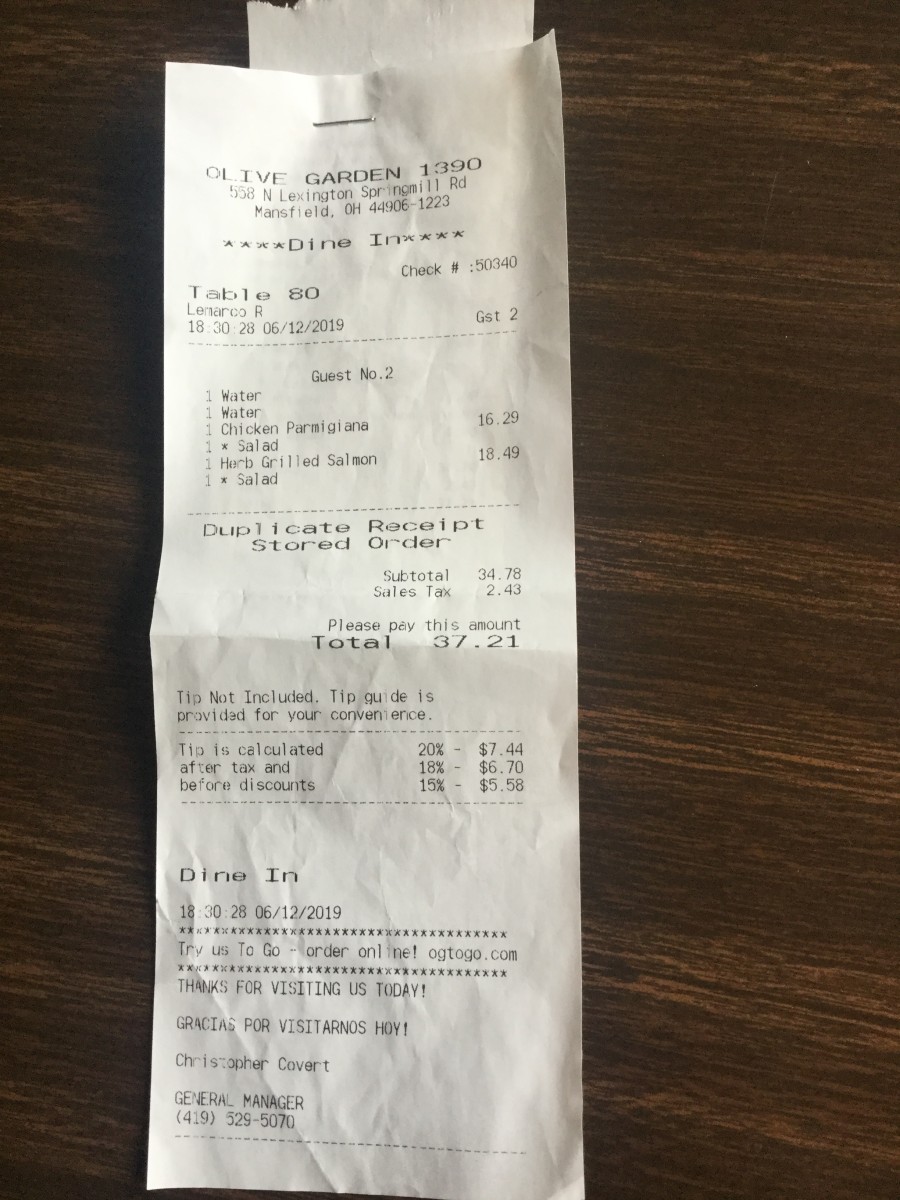 OLIVE GARDEN 1390
558 N Lexington Springmill Rd
Mansfield, OH 44906-1223
****Dine In****
Check # :50340
Table 80
Lemarco R
18:30:28 06/12/2019 Gst 2
Guest No.2
1 Water
1 Water
1 Chicken Parmigiana 16.29
1 * Salad
1 Herb Grilled Salmon 18.49
1 * Salad
Duplicate Receipt
Stored Order
Subtotal 34.78
Sales Tax 2.43
Please pay this amount
Total 37.21
Tip Not Included. Tip guide is
provided for your convenience.
Tip is calculated 20% - $7.44
after tax and 18% - $6.70
before discounts 15% - $5.58
Dine In
18:30:28 06/12/2019
****************************************
Try us To Go - order online! ogtogo.com
****************************************
THANKS FOR VISITING US TODAY!
GRACIAS POR VISITARNOS HOY!
Christopher Covert
GENERAL MANAGER
(419) 529-5070